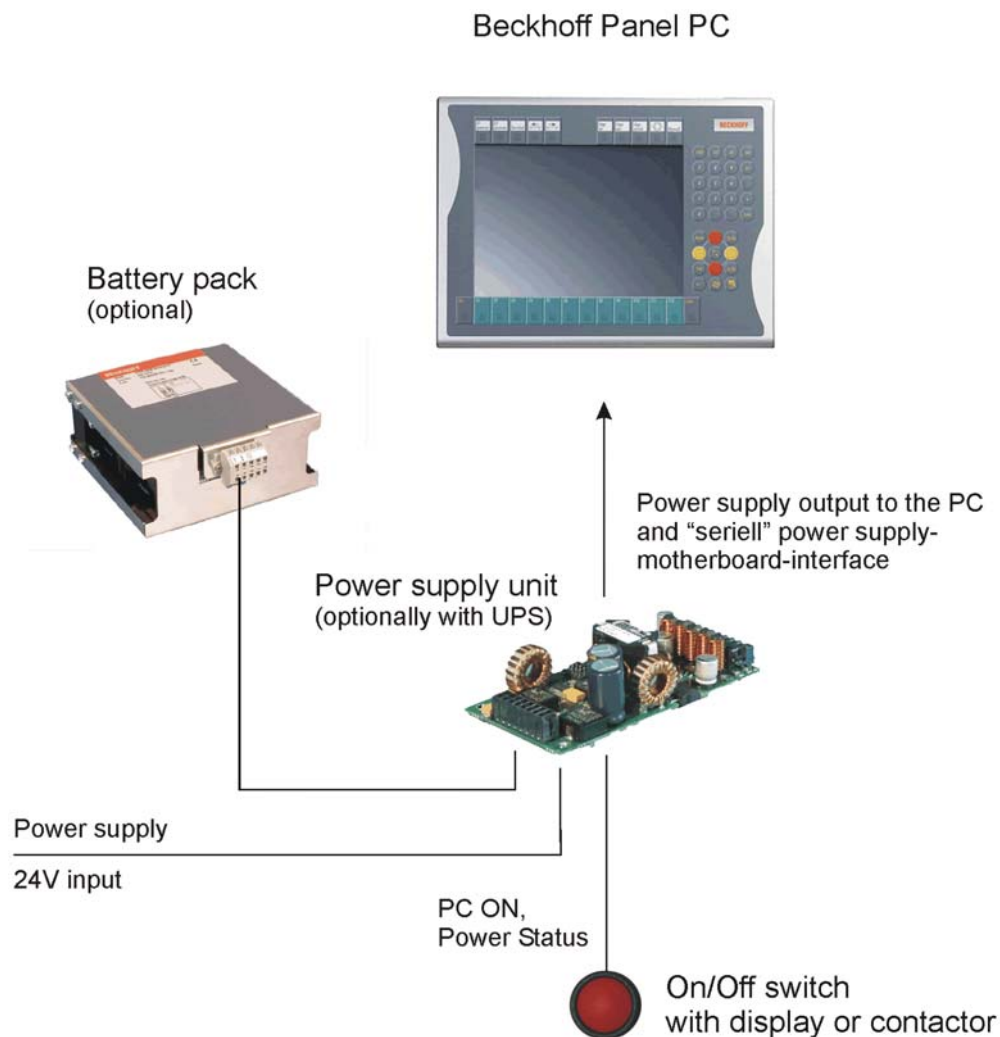 Beckhoff Panel PC
BECKHOFF
Battery pack
(optional)
Power supply output to the PC
and “seriell” power supply-
motherboard-interface
Power supply unit
(optionally with UPS)
Power supply
24V input
PC ON,
Power Status
On/Off switch
with display or contactor